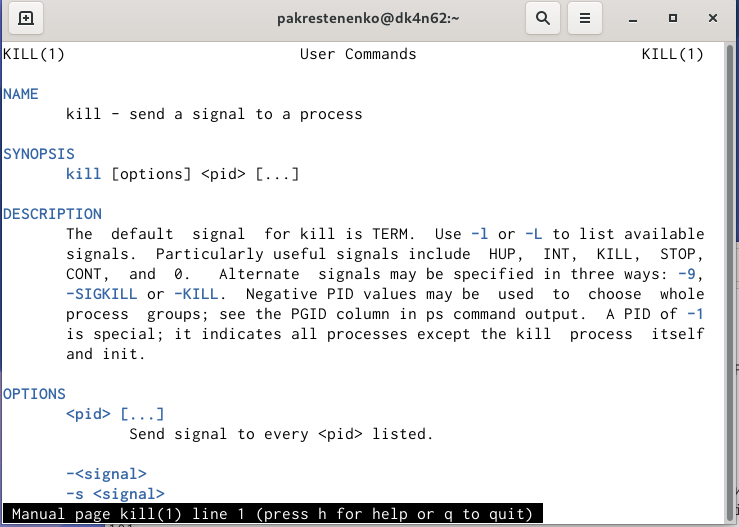 pakrestenenko@dk4n62:~
KILL(1) User Commands KILL(1)
NAME
kill - send a signal to a process
SYNOPSIS
kill [options] <pid> [...]
DESCRIPTION
The default signal for kill is TERM. Use -l or -L to list available
signals. Particularly useful signals include HUP, INT, KILL, STOP,
CONT, and 0. Alternate signals may be specified in three ways: -9,
-SIGKILL or -KILL. Negative PID values may be used to choose whole
process groups; see the PGID column in ps command output. A PID of -1
is special; it indicates all processes except the kill process itself
and init.
OPTIONS
<pid> [...]
Send signal to every <pid> listed.
-<signal>
-s <signal>
Manual page kill(1) line 1 (press h for help or q to quit)